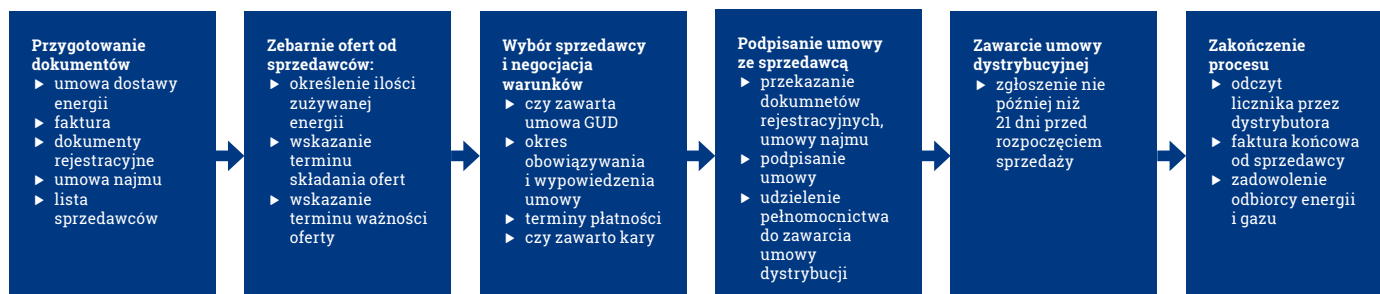 Przygotowanie
dokumentów
▶ umowa dostawy
energii
▶ faktura
▶ dokumenty
rejestracyjne
▶ umowa najmu
▶ lista
sprzedawców
Zebarnie ofert od
sprzedawców:
▶ określenie ilości
zużywanej
energii
▶ wskazanie
terminu
składania ofert
▶ wskazanie
terminu ważności
oferty
Wybór sprzedawcy
i negocjacja
warunków
▶ czy zawarta
umowa GUD
▶ okres
obowiązywania
i wypowiedzenia
umowy
▶ terminy płatności
▶ czy zawarto kary
Podpisanie umowy
ze sprzedawcą
▶ przekazanie
dokumnetów
rejestracyjnych,
umowy najmu
▶ podpisanie
umowy
▶ udzielenie
pełnomocnictwa
do zawarcia
umowy
dystrybucji
Zawarcie umowy
dystrybucyjnej
▶ zgłoszenie nie
później niż
21 dni przed
rozpoczęciem
sprzedaży
Zakończenie
procesu
▶ odczyt
licznika przez
dystrybutora
▶ faktura końcowa
od sprzedawcy
▶ zadowolenie
odbiorcy energii
i gazu